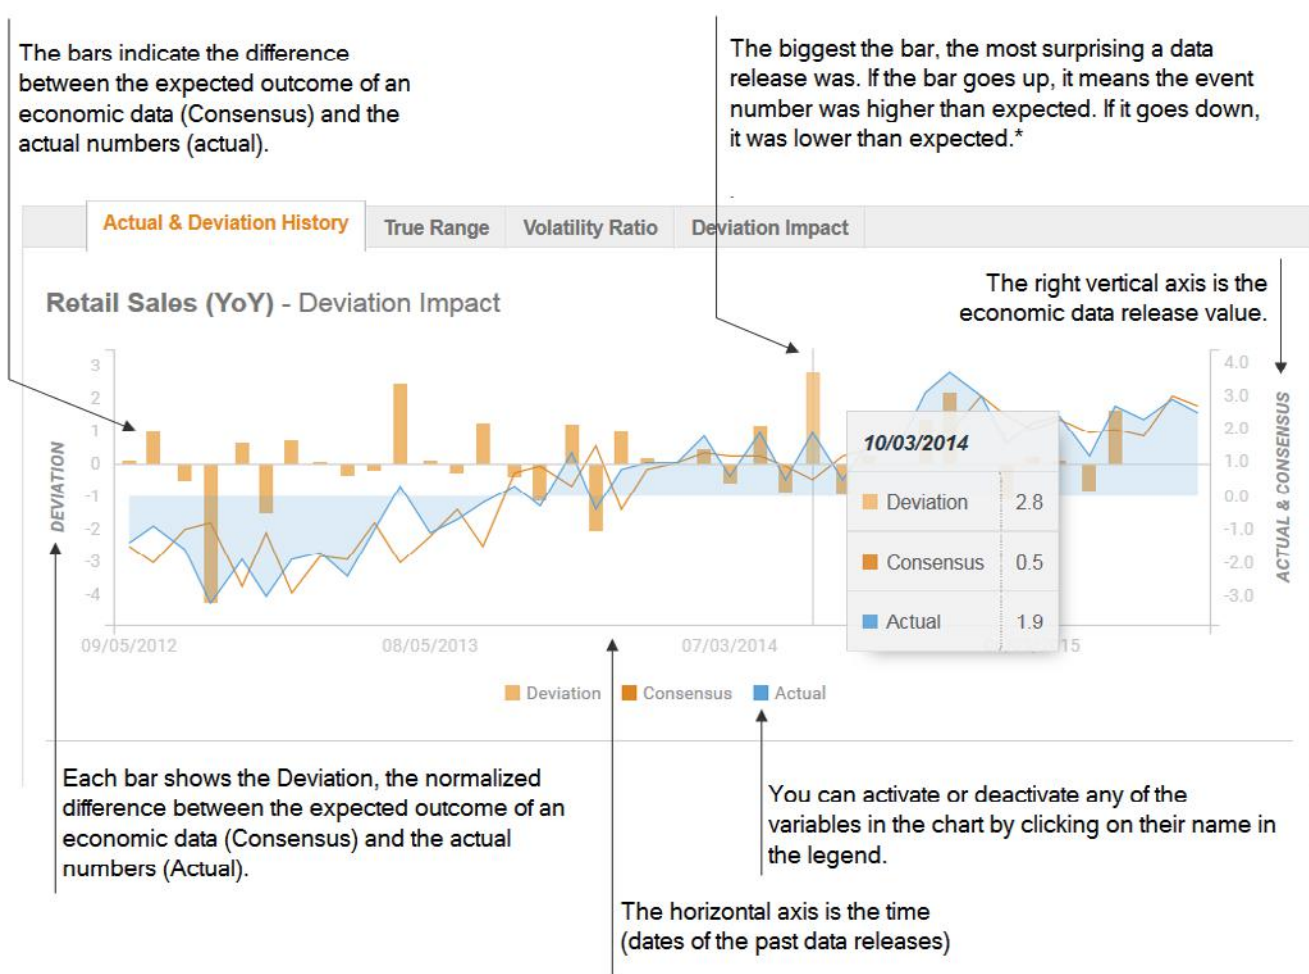 The bars indicate the difference
between the expected outcome of an
economic data (Consensus) and the
actual numbers (actual).
The biggest the bar, the most surprising a data
release was. If the bar goes up, it means the event
number was higher than expected. If it goes down,
it was lower than expected.*
Actual & Deviation History
True Range
Volatility Ratio
Deviation Impact
The right vertical axis is the
economic data release value.
Retail Sales (YoY) - Deviation Impact
3
2
1
0
-1
-2
-3
-4
DEVIATION
4.0
3.0
2.0
1.0
0.0
-1.0
-2.0
-3.0
ACTUAL & CONSENSUS
10/03/2014
Deviation 2.8
Consensus 0.5
Actual 1.9
09/05/2012
08/05/2013
07/03/2014
15
Deviation
Consensus
Actual
Each bar shows the Deviation, the normalized
difference between the expected outcome of an
economic data (Consensus) and the actual
numbers (Actual).
You can activate or deactivate any of the
variables in the chart by clicking on their name in
the legend.
The horizontal axis is the time
(dates of the past data releases)